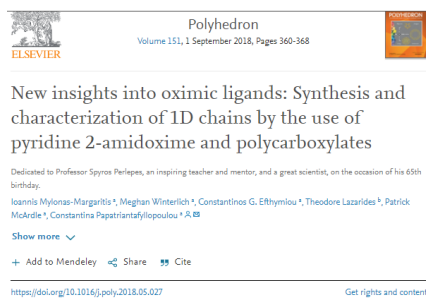 Polyhedron
POLYHEDRON
Volume 151, 1 September 2018, Pages 360-368
ELSEVIER
New insights into oximic ligands: Synthesis and
characterization of 1D chains by the use of
pyridine 2-amidoxime and polycarboxylates
Dedicated to Professor Spyros Perlepes, an inspiring teacher and mentor, and a great scientist, on the occasion of his 65th
birthday.
Ioannis Mylonas-Margaritis a, Meghan Winterlich a, Constantinos G. Efthymiou a, Theodore Lazarides b, Patrick
McArdle a, Constantina Papatriantafyllopoulou a
Show more
+ Add to Mendeley Share Cite
https://doi.org/10.1016/j.poly.2018.05.027 Get rights and content